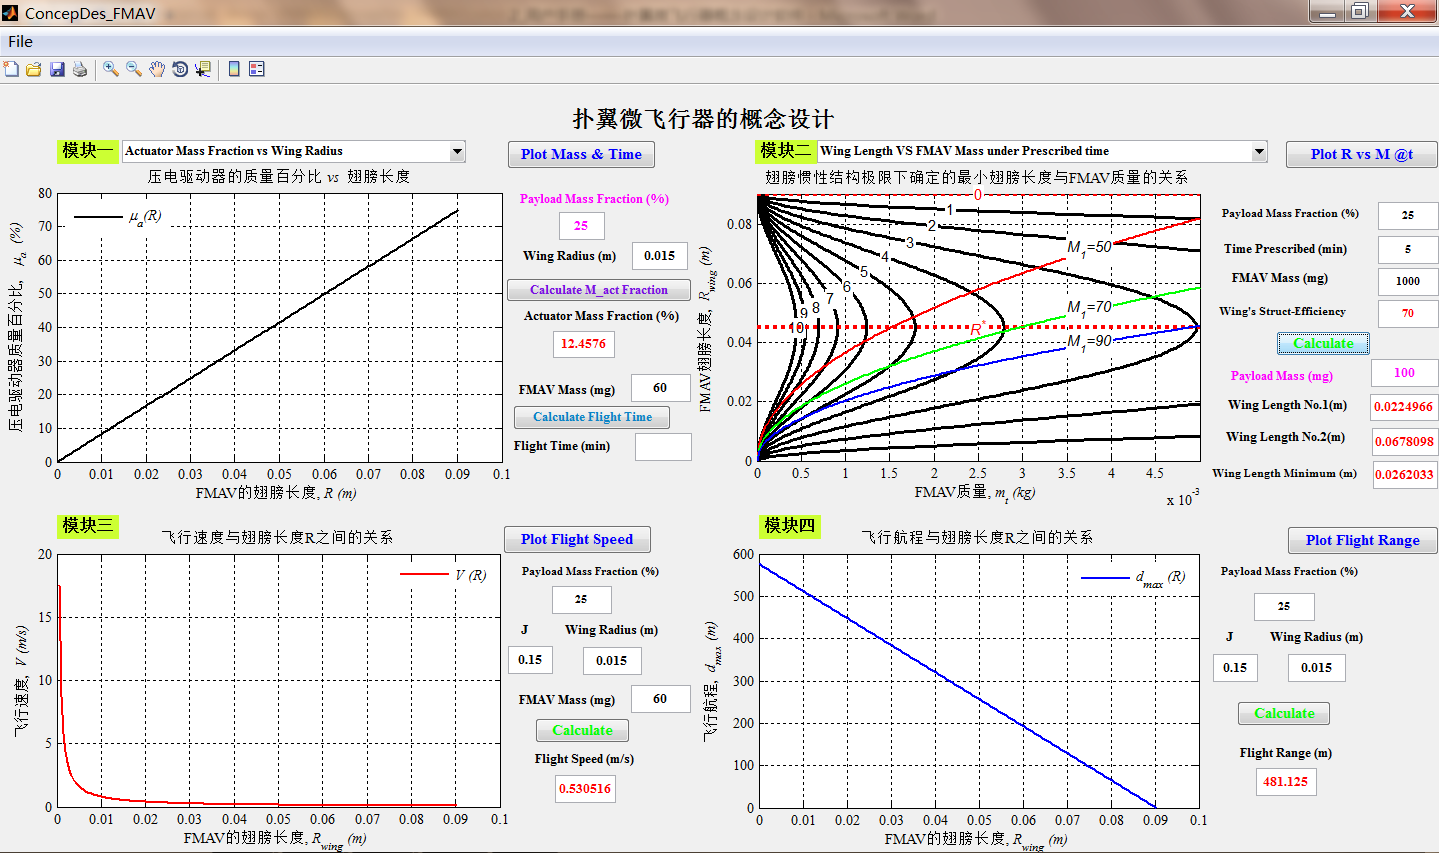 ConcepDes_FMAV
File
扑翼微飞行器的概念设计
模块一
Actuator Mass Fraction vs Wing Radius
Plot Mass & Time
压电驱动器的质量百分比 vs 翅膀长度
压电驱动器质量百分比, μa (%)
80
70
60
50
40
30
20
10
0
μa(R)
0 0.01 0.02 0.03 0.04 0.05 0.06 0.07 0.08 0.09 0.1
FMAV的翅膀长度, R (m)
Payload Mass Fraction (%)
25
Wing Radius (m) 0.015
Calculate M_act Fraction
Actuator Mass Fraction (%)
12.4576
FMAV Mass (mg) 60
Calculate Flight Time
Flight Time (min)
模块二
Wing Length VS FMAV Mass under Prescribed time
Plot R vs M @t
翅膀惯性结构极限下确定的最小翅膀长度与FMAV质量的关系
FMAV翅膀长度, Rwing (m)
0.08
0.06
0.04
0.02
0
0
1
2
3
4
5
6
7
8
9
10
M1=50
M1=70
R*
M1=90
0 0.5 1 1.5 2 2.5 3 3.5 4 4.5 5
x 10-3
FMAV质量, mt (kg)
Payload Mass Fraction (%) 25
Time Prescribed (min) 5
FMAV Mass (mg) 1000
Wing's Struct-Efficiency 70
Calculate
Payload Mass (mg) 100
Wing Length No.1(m) 0.0224966
Wing Length No.2(m) 0.0678098
Wing Length Minimum (m) 0.0262033
模块三
飞行速度与翅膀长度R之间的关系
Plot Flight Speed
飞行速度, V (m/s)
20
15
10
5
0
V (R)
0 0.01 0.02 0.03 0.04 0.05 0.06 0.07 0.08 0.09 0.1
FMAV的翅膀长度, Rwing (m)
Payload Mass Fraction (%)
25
J Wing Radius (m)
0.15 0.015
FMAV Mass (mg) 60
Calculate
Flight Speed (m/s)
0.530516
模块四
飞行航程与翅膀长度R之间的关系
Plot Flight Range
飞行航程, dmax (m)
600
500
400
300
200
100
0
dmax (R)
0 0.01 0.02 0.03 0.04 0.05 0.06 0.07 0.08 0.09 0.1
FMAV的翅膀长度, Rwing (m)
Payload Mass Fraction (%)
25
J Wing Radius (m)
0.15 0.015
Calculate
Flight Range (m)
481.125